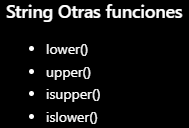 String Otras funciones
• lower()
• upper()
• isupper()
• islower()